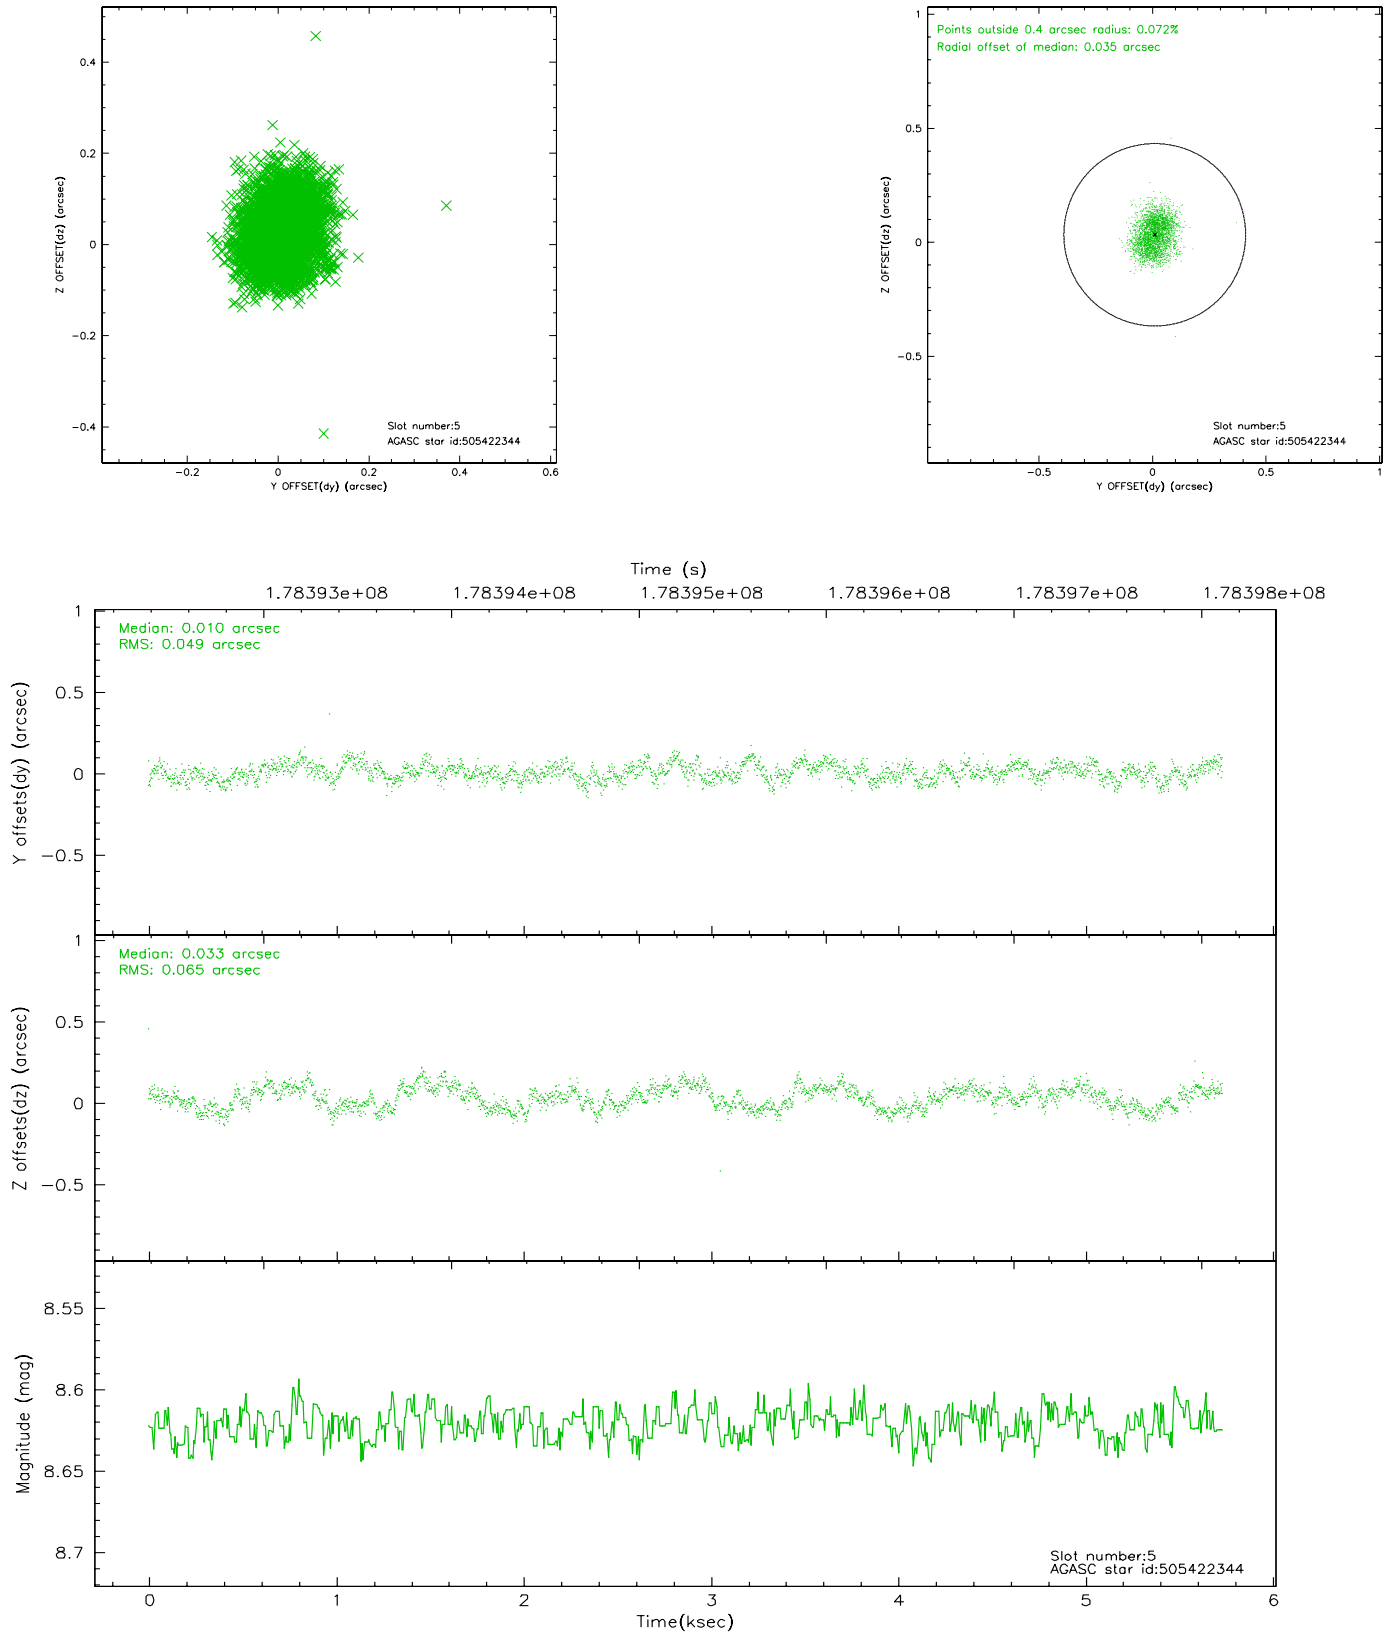 0.4
0.2
0
−0.2
−0.4
Z OFFSET(dz) (arcsec)
Slot number:5
AGASC star id:505422344
−0.2 0 0.2 0.4 0.6
Y OFFSET(dy) (arcsec)
Points outside 0.4 arcsec radius: 0.072%
Radial offset of median: 0.035 arcsec
1
0.5
0
−0.5
Z OFFSET(dz) (arcsec)
Slot number:5
AGASC star id:505422344
−0.5 0 0.5 1
Y OFFSET(dy) (arcsec)
Time (s)
1.78393e+08 1.78394e+08 1.78395e+08 1.78396e+08 1.78397e+08 1.78398e+08
Median: 0.010 arcsec
RMS: 0.049 arcsec
1
0.5
0
−0.5
Y offsets(dy) (arcsec)
Median: 0.033 arcsec
RMS: 0.065 arcsec
1
0.5
0
−0.5
Z offsets(dz) (arcsec)
8.55
8.6
8.65
8.7
Magnitude (mag)
Slot number:5
AGASC star id:505422344
0 1 2 3 4 5 6
Time(ksec)